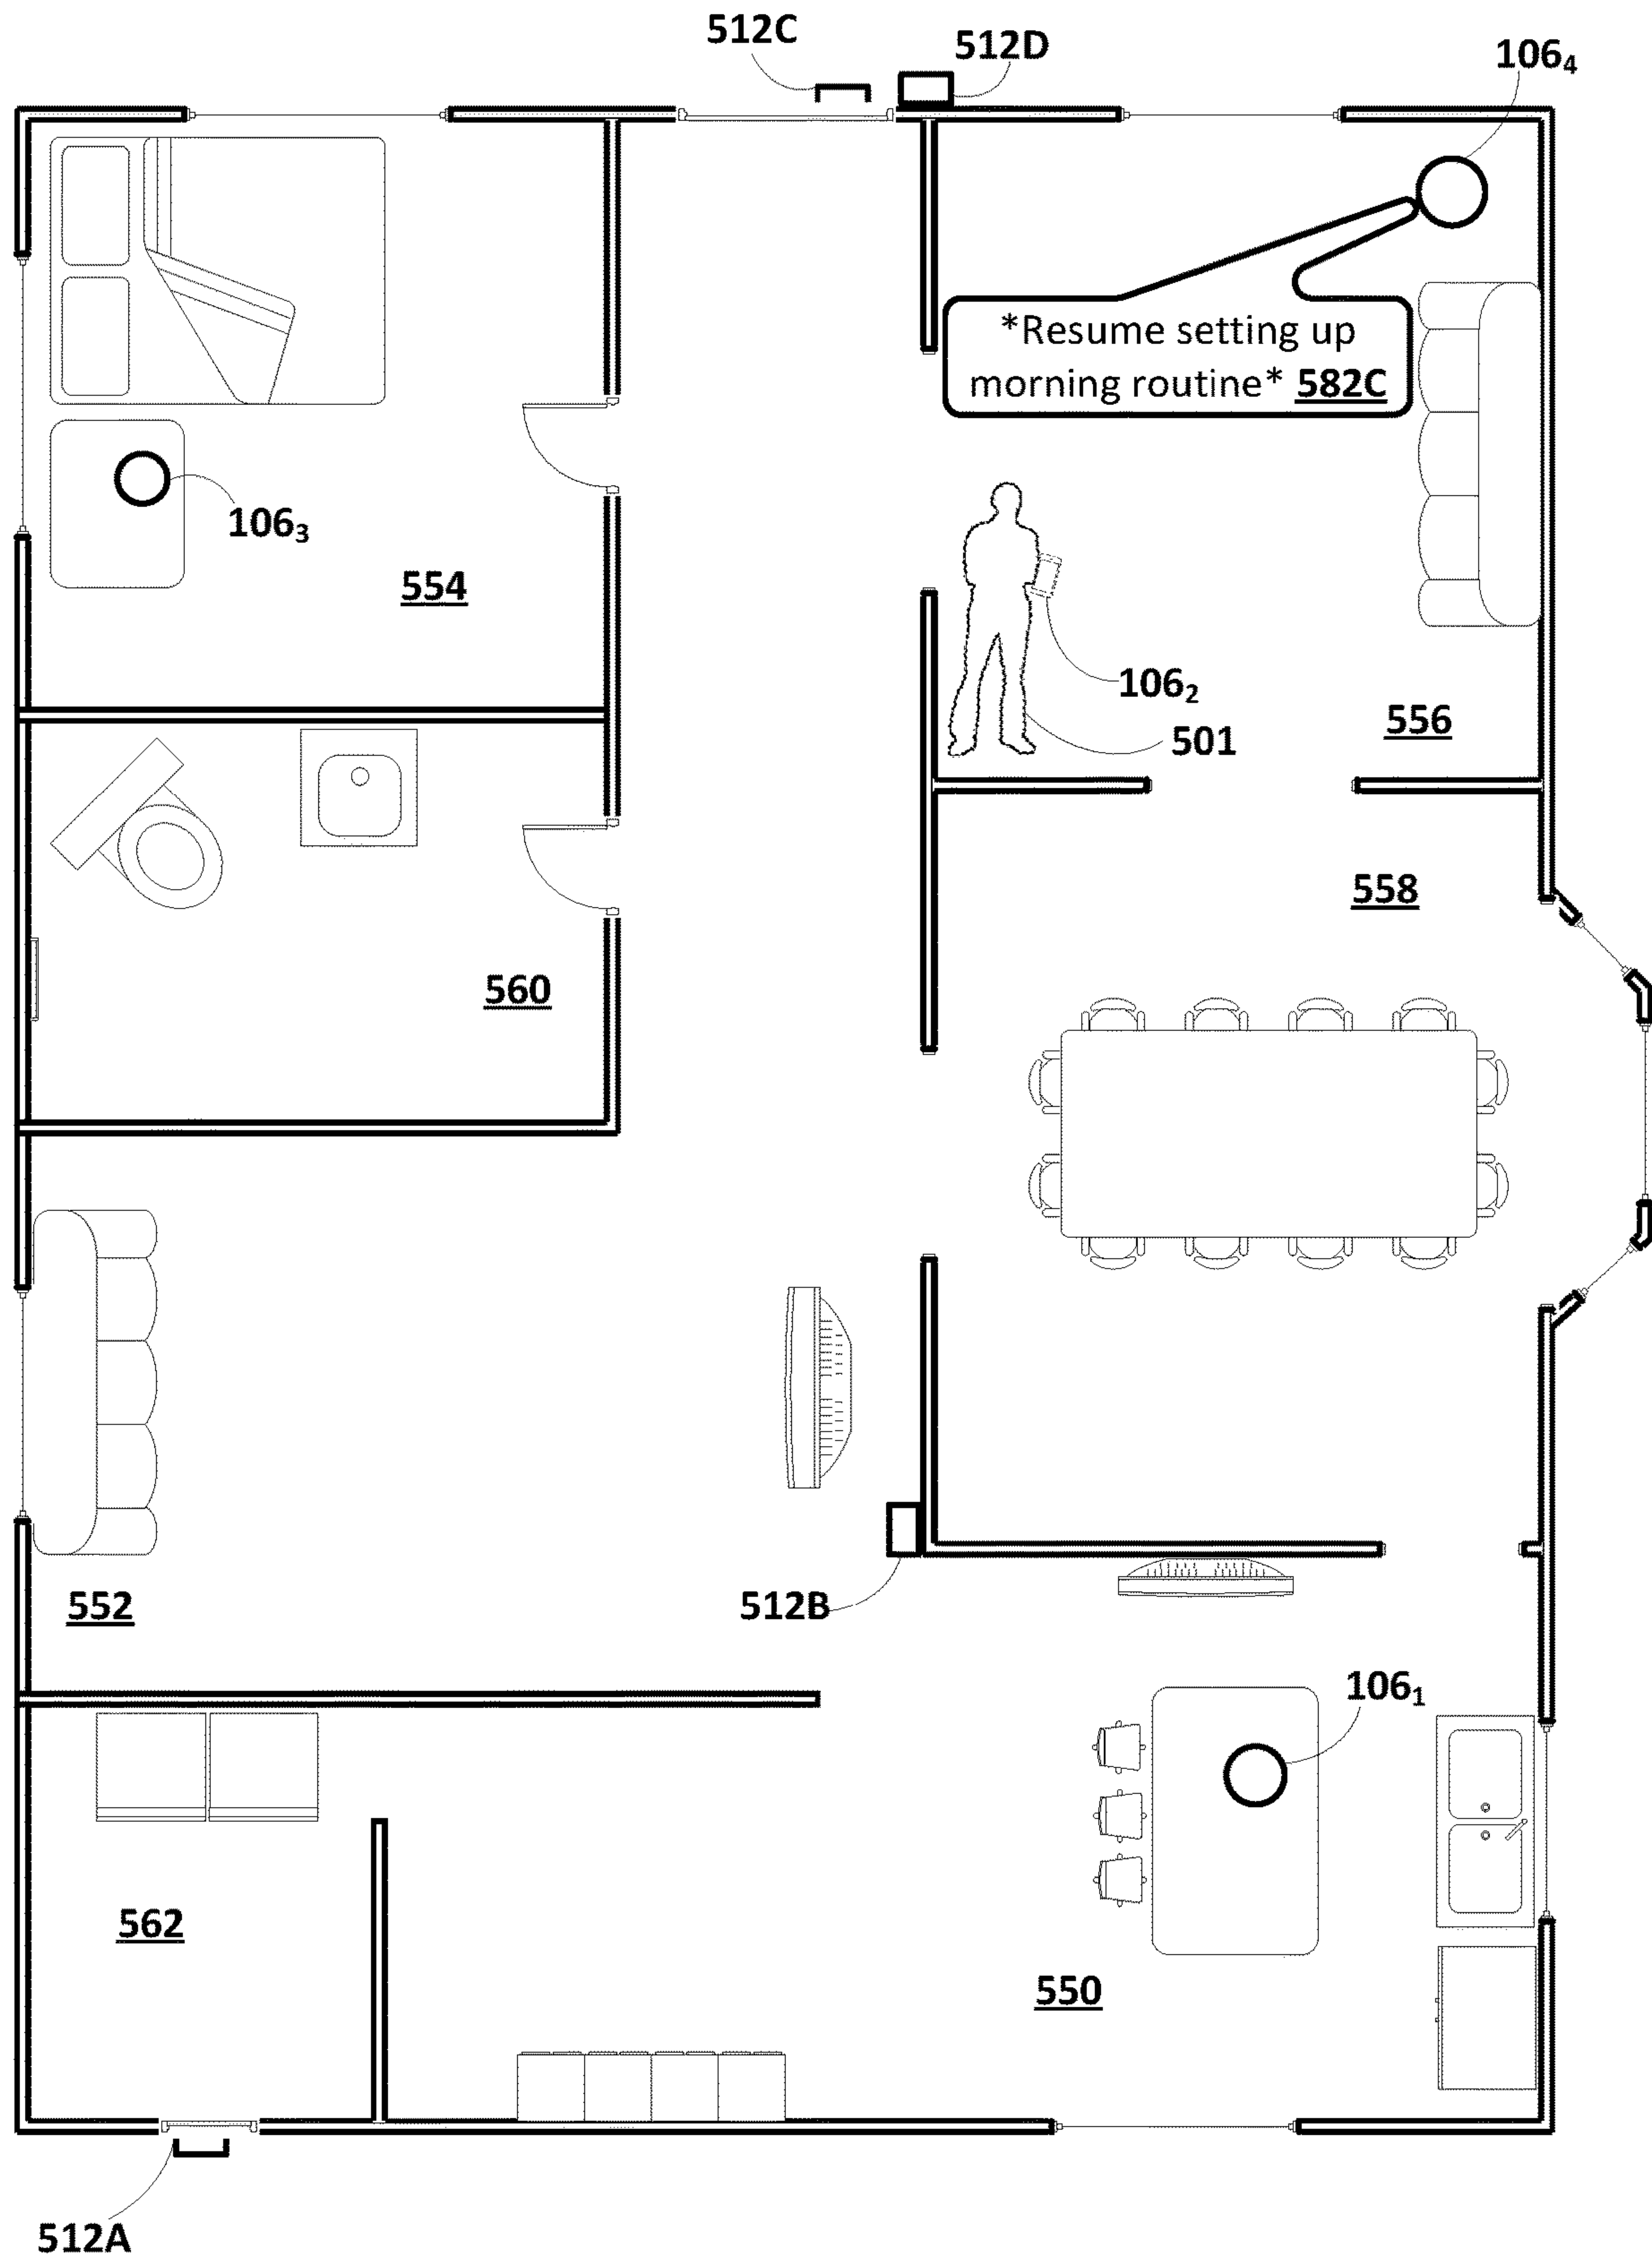 512C
512D
106₄
*Resume setting up
morning routine* 582C
106₃
554
106₂
556
501
558
560
552
512B
106₁
562
550
512A